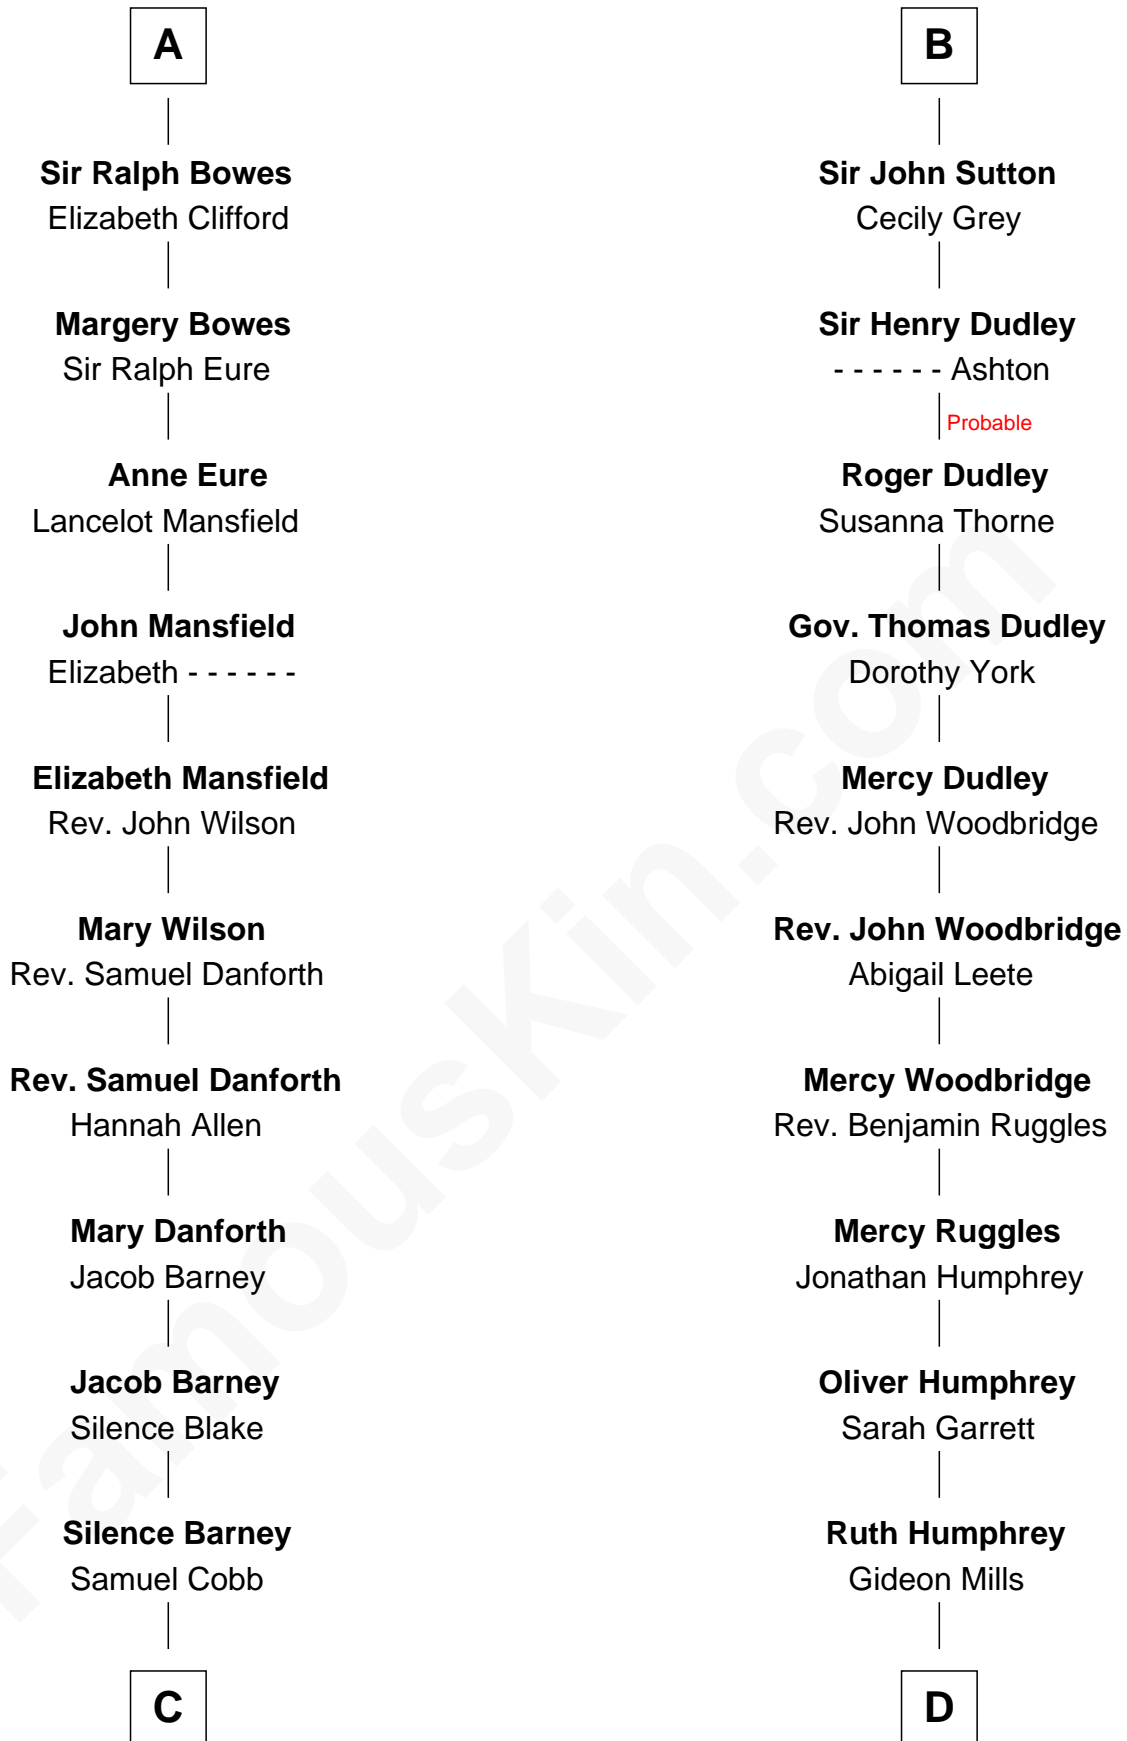 A
Sir Ralph Bowes
Elizabeth Clifford
Margery Bowes
Sir Ralph Eure
Anne Eure
Lancelot Mansfield
John Mansfield
Elizabeth - - - - - -
Elizabeth Mansfield
Rev. John Wilson
Mary Wilson
Rev. Samuel Danforth
Rev. Samuel Danforth
Hannah Allen
Mary Danforth
Jacob Barney
Jacob Barney
Silence Blake
Silence Barney
Samuel Cobb
C
B
Sir John Sutton
Cecily Grey
Sir Henry Dudley
- - - - - - Ashton
Probable
Roger Dudley
Susanna Thorne
Gov. Thomas Dudley
Dorothy York
Mercy Dudley
Rev. John Woodbridge
Rev. John Woodbridge
Abigail Leete
Mercy Woodbridge
Rev. Benjamin Ruggles
Mercy Ruggles
Jonathan Humphrey
Oliver Humphrey
Sarah Garrett
Ruth Humphrey
Gideon Mills
D
FamousKin.com